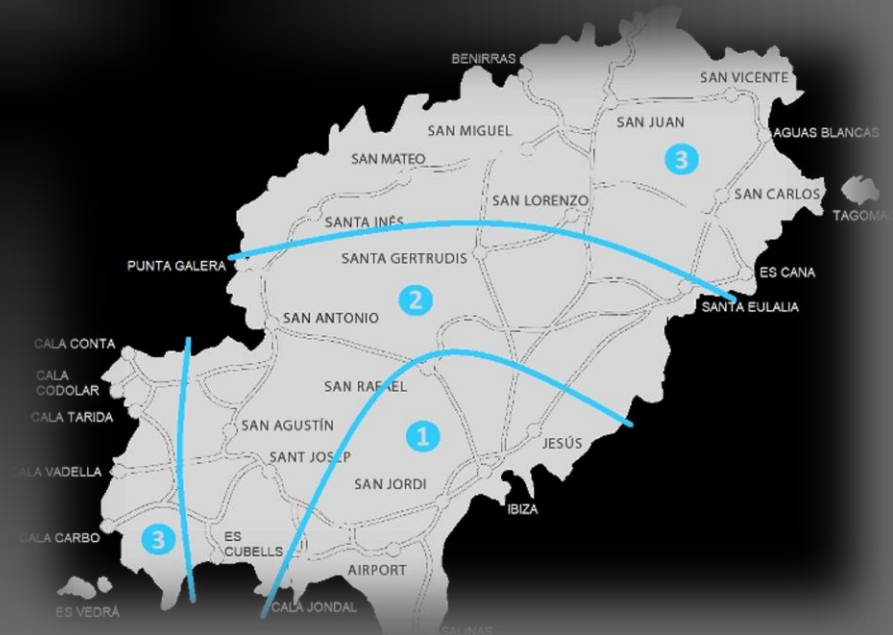 BENIRRAS
SAN VICENTE
SAN MIGUEL
SAN JUAN
AGUAS BLANCAS
SAN MATEO
3
SAN LORENZO
SAN CARLOS
SANTA INÉS
PUNTA GALERA
SANTA GERTRUDIS
ES CANA
2
SANTA EULALIA
SAN ANTONIO
CALA CONTA
CALA
CODOLAR
SAN RAFAEL
CALA TARIDA
SAN AGUSTÍN
1
JESÚS
SANT JOSEP
CALA VADELLA
SAN JORDI
IBIZA
CALA CARBO
3
ES
CUBELLS
AIRPORT
ES VEDRÀ
CALA JONDAL
SALINAS